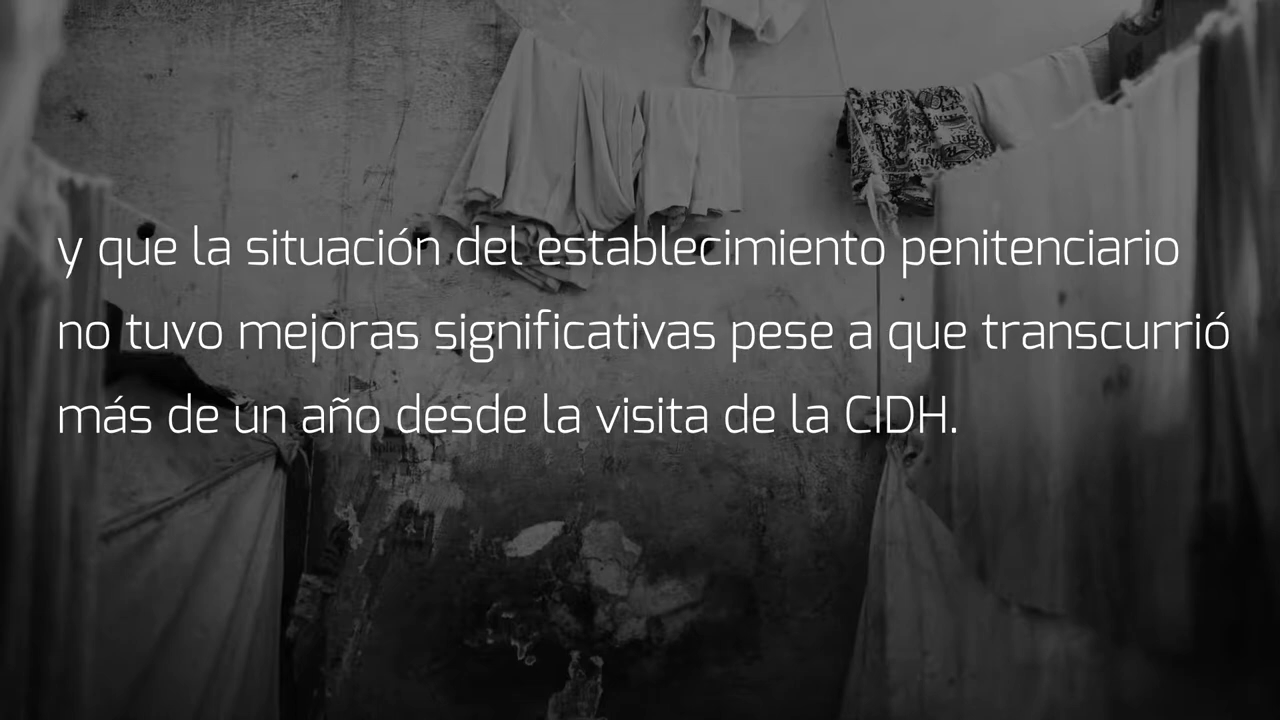 y que la situación del establecimiento penitenciario
no tuvo mejoras significativas pese a que transcurrió
más de un año desde la visita de la CIDH.